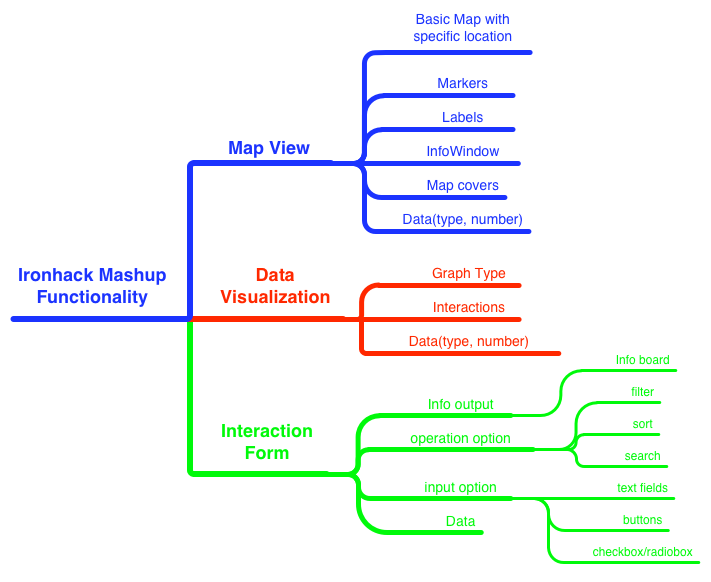 Ironhack Mashup
Functionality
Map View
Basic Map with
specific location
Markers
Labels
InfoWindow
Map covers
Data(type, number)
Data
Visualization
Graph Type
Interactions
Data(type, number)
Interaction
Form
Info output
Info board
operation option
filter
sort
search
input option
text fields
buttons
checkbox/radiobox
Data